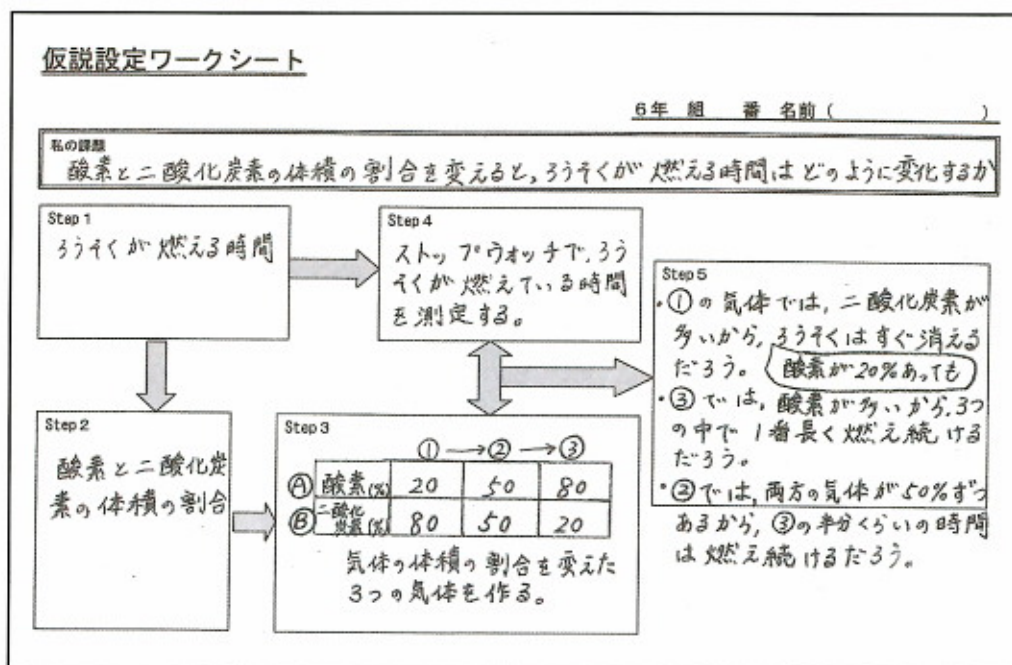 仮説設定ワークシート
6年 組 番 名前 ( )
私の課題
酸素と二酸化炭素の体積の割合を変えると,ろうそくが燃える時間はどのように変化するか
Step 1
ろうそくが燃える時間
Step 2
酸素と二酸化炭
素の体積の割合
Step 3
① → ② → ③
Ⓐ 酸素(%) 20 50 80
Ⓑ 二酸化炭素(%) 80 50 20
気体の体積の割合を変えた
3つの気体を作る。
Step 4
ストップウォッチで,ろう
そくが燃えている時間
を測定する。
Step 5
・①の気体では,二酸化炭素が
多いから,ろうそくはすぐ消える
だろう。 酸素が20%あっても
・③では,酸素が多いから,3つ
の中で1番長く燃え続ける
だろう。
・②では,両方の気体が50%ずつ
あるから,③の半分くらいの時間
は燃え続けるだろう。